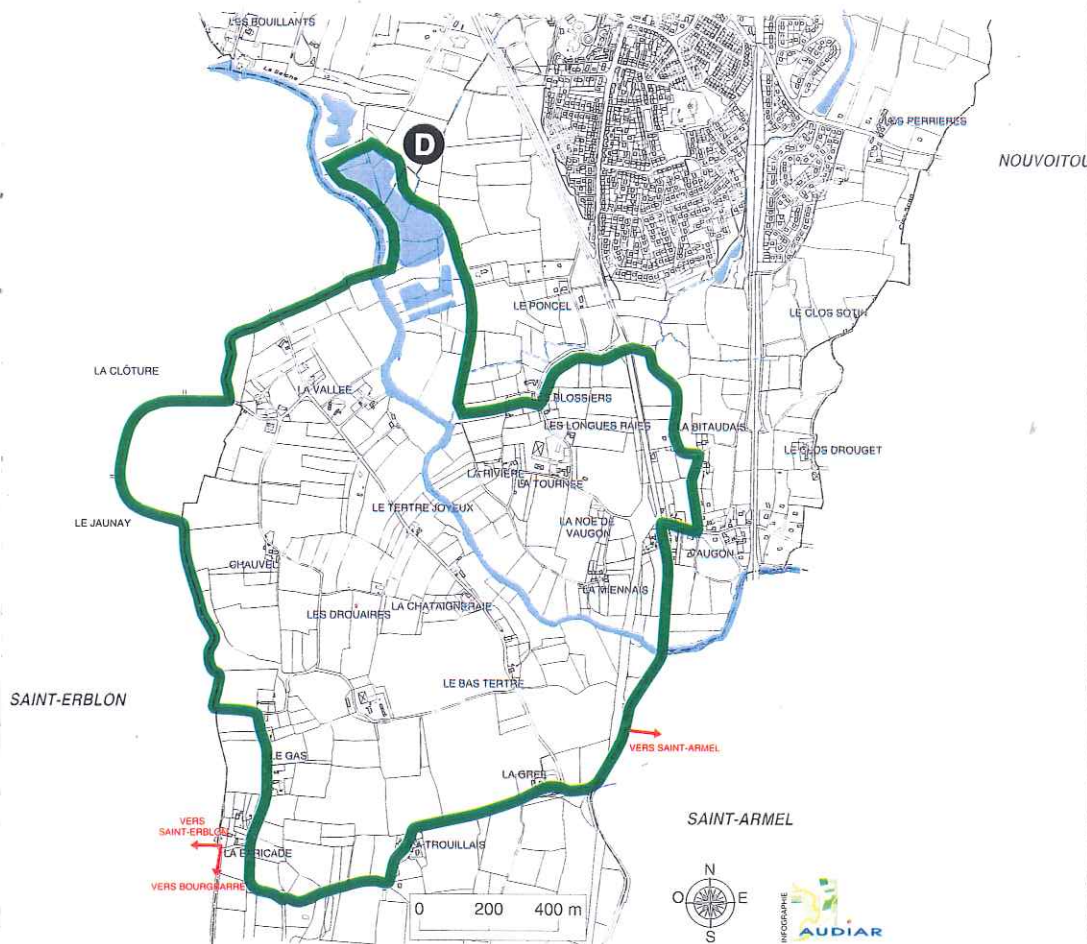 LES BOUILLANTS
La Seiche
D
LES PERRIERES
NOUVOITOU
LE PONCEL
LE CLOS SOTIN
LA CLÔTURE
LA VALLEE
LES BLOSSIERS
LES LONGUES RAIES
LA BITAUDAIS
LE CLOS DROUGET
LA RIVIERE
LA TOURNEE
LE JAUNAY
LE TERTRE JOYEUX
LA NOE DE
VAUGON
VAUGON
CHAUVEL
LA MIENNAIS
LES DROUAIRES
LA CHATAIGNERAIE
LE BAS TERTRE
SAINT-ERBLON
VERS SAINT-ARMEL
LE GAS
LA GREE
SAINT-ARMEL
VERS
SAINT-ERBLON
LA BARICADE
TROUILLAIS
VERS BOURGBARRE
0 200 400 m
N
O
E
S
INFOGRAPHIE
AUDIAR